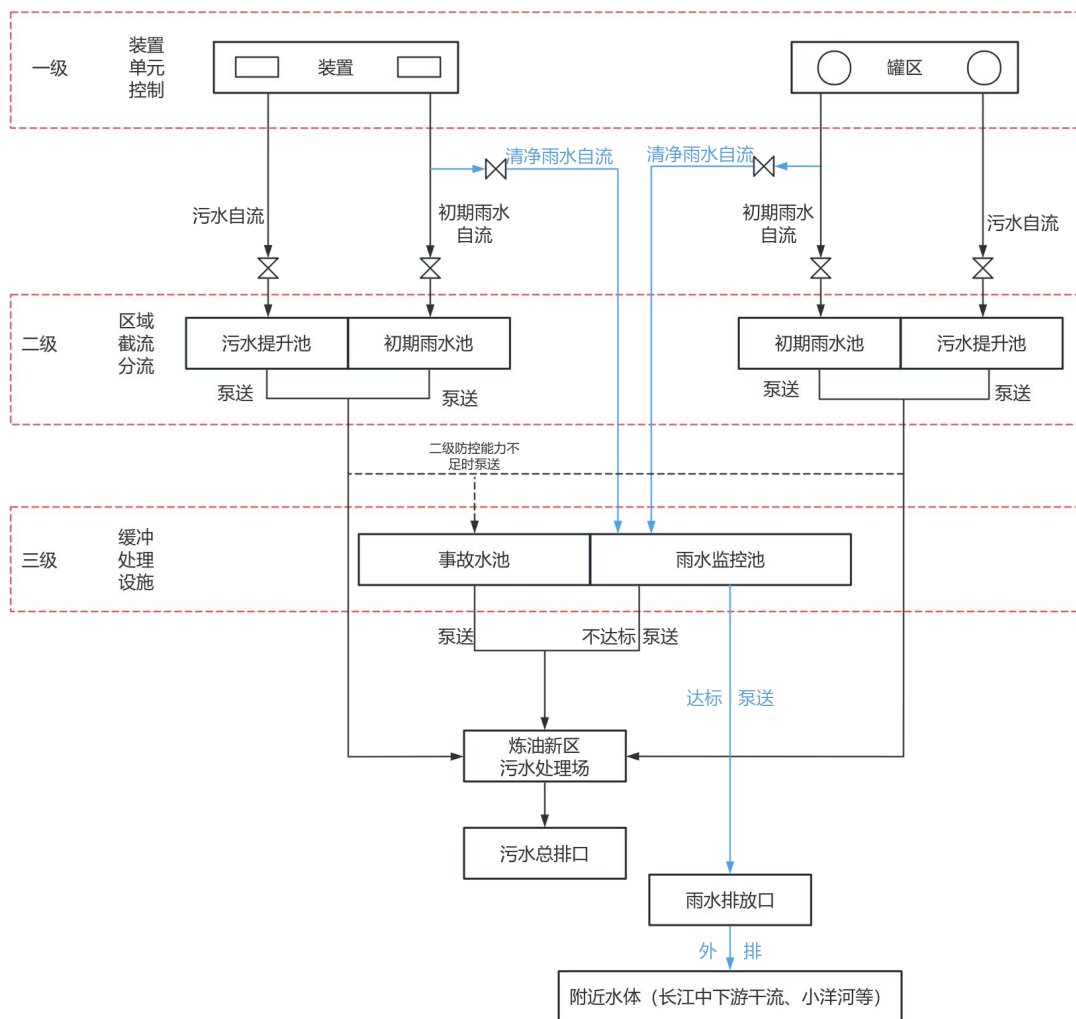 一级
装置
单元
控制
装置
罐区
清净雨水自流
清净雨水自流
污水自流
初期雨水
自流
初期雨水
自流
污水自流
二级
区域
截流
分流
污水提升池
初期雨水池
初期雨水池
污水提升池
泵送
泵送
泵送
泵送
二级防控能力不
足时泵送
三级
缓冲
处理
设施
事故水池
雨水监控池
泵送
不达标
泵送
达标
泵送
炼油新区
污水处理场
污水总排口
雨水排放口
外
排
附近水体（长江中下游干流、小洋河等）